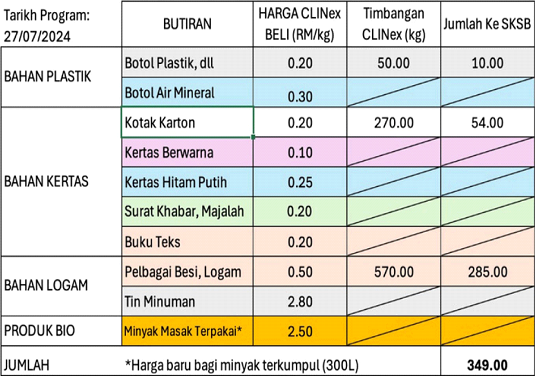 Tarikh Program:
27/07/2024
BUTIRAN
HARGA CLINex
BELI (RM/kg)
Timbangan
CLINex (kg)
Jumlah Ke SKSB
BAHAN PLASTIK
Botol Plastik, dll 0.20 50.00 10.00
Botol Air Mineral 0.30
BAHAN KERTAS
Kotak Karton 0.20 270.00 54.00
Kertas Berwarna 0.10
Kertas Hitam Putih 0.25
Surat Khabar, Majalah 0.20
Buku Teks 0.20
BAHAN LOGAM
Pelbagai Besi, Logam 0.50 570.00 285.00
Tin Minuman 2.80
PRODUK BIO Minyak Masak Terpakai* 2.50
JUMLAH *Harga baru bagi minyak terkumpul (300L) 349.00